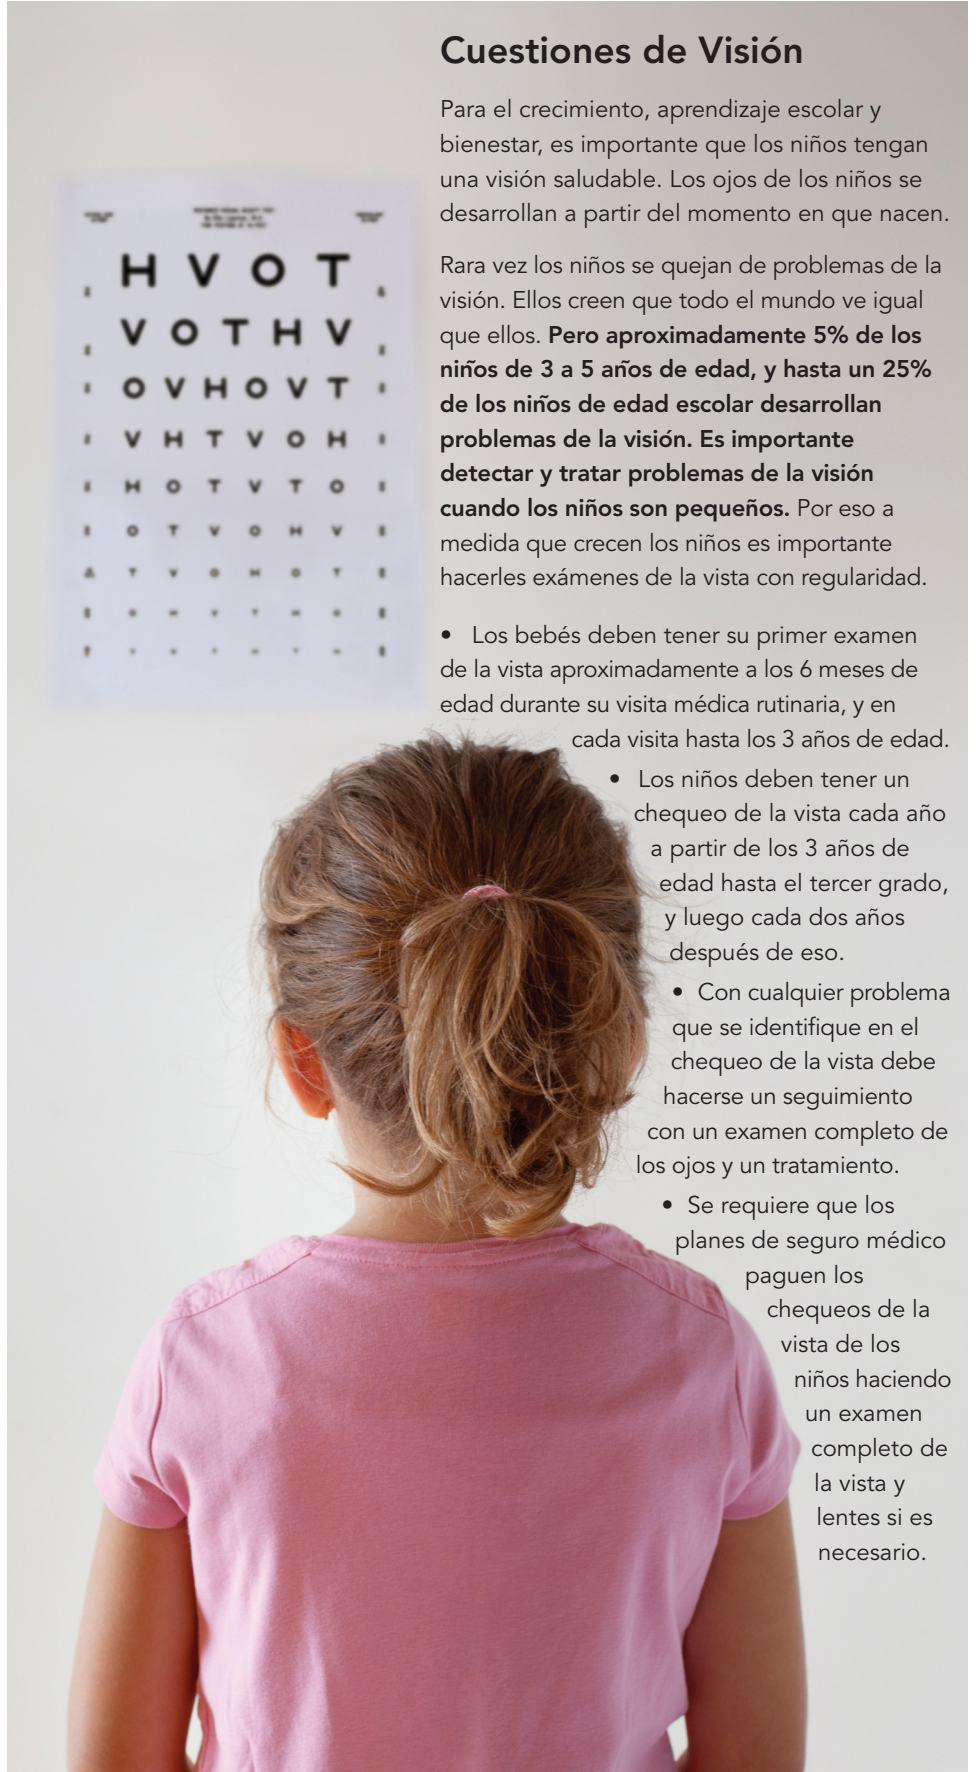 Cuestiones de Visión
Para el crecimiento, aprendizaje escolar y
bienestar, es importante que los niños tengan
una visión saludable. Los ojos de los niños se
desarrollan a partir del momento en que nacen.
Rara vez los niños se quejan de problemas de la
visión. Ellos creen que todo el mundo ve igual
que ellos. Pero aproximadamente 5% de los
niños de 3 a 5 años de edad, y hasta un 25%
de los niños de edad escolar desarrollan
problemas de la visión. Es importante
detectar y tratar problemas de la visión
cuando los niños son pequeños. Por eso a
medida que crecen los niños es importante
hacerles exámenes de la vista con regularidad.
• Los bebés deben tener su primer examen
de la vista aproximadamente a los 6 meses de
edad durante su visita médica rutinaria, y en
cada visita hasta los 3 años de edad.
• Los niños deben tener un
chequeo de la vista cada año
a partir de los 3 años de
edad hasta el tercer grado,
y luego cada dos años
después de eso.
• Con cualquier problema
que se identifique en el
chequeo de la vista debe
hacerse un seguimiento
con un examen completo de
los ojos y un tratamiento.
• Se requiere que los
planes de seguro médico
paguen los
chequeos de la
vista de los
niños haciendo
un examen
completo de
la vista y
lentes si es
necesario.
H V O T
V O T H V
O V H O V T
V H T V O H
H O T V T O
O T V O H V
T V O H O T